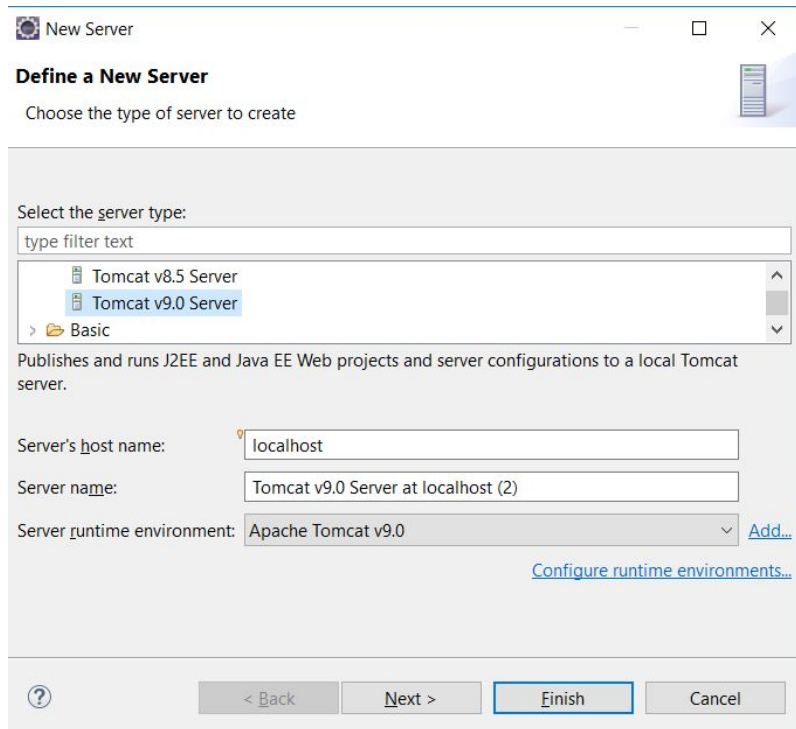 New Server
Define a New Server
Choose the type of server to create
Select the server type:
type filter text
Tomcat v8.5 Server
Tomcat v9.0 Server
Basic
Publishes and runs J2EE and Java EE Web projects and server configurations to a local Tomcat
server.
Server's host name: localhost
Server name: Tomcat v9.0 Server at localhost (2)
Server runtime environment: Apache Tomcat v9.0 Add...
Configure runtime environments...
? < Back Next > Finish Cancel